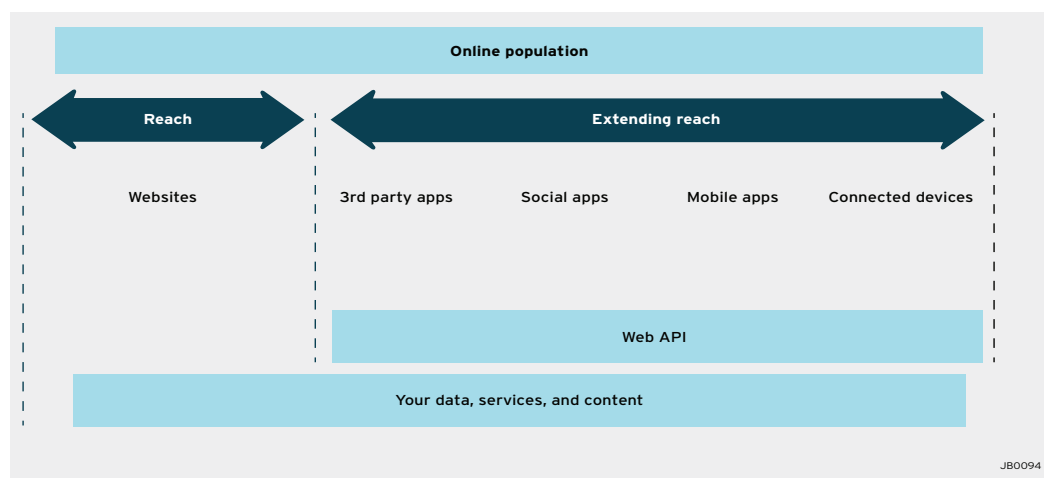 Online population
Reach
Extending reach
Websites
3rd party apps
Social apps
Mobile apps
Connected devices
Web API
Your data, services, and content
JB0094